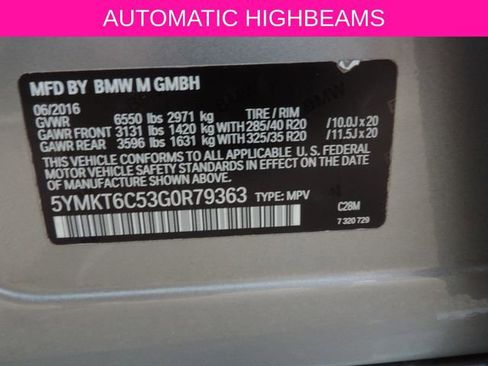 AUTOMATIC HIGHBEAMS
MFD BY BMW M GMBH
06/2016
GVWR 6550 lbs 2971 kg TIRE / RIM
GAWR FRONT 3131 lbs 1420 kg WITH 285/40 R20 /10.0J x 20
GAWR REAR 3596 lbs 1631 kg WITH 325/35 R20 /11.5J x 20
THIS VEHICLE CONFORMS TO ALL APPLICABLE U.S. FEDERAL
MOTOR VEHICLE SAFETY STANDARDS IN EFFECT ON THE DATE OF
MANUFACTURE SHOWN ABOVE.
5YMKT6C53G0R79363 TYPE: MPV
C28M
7 320 729